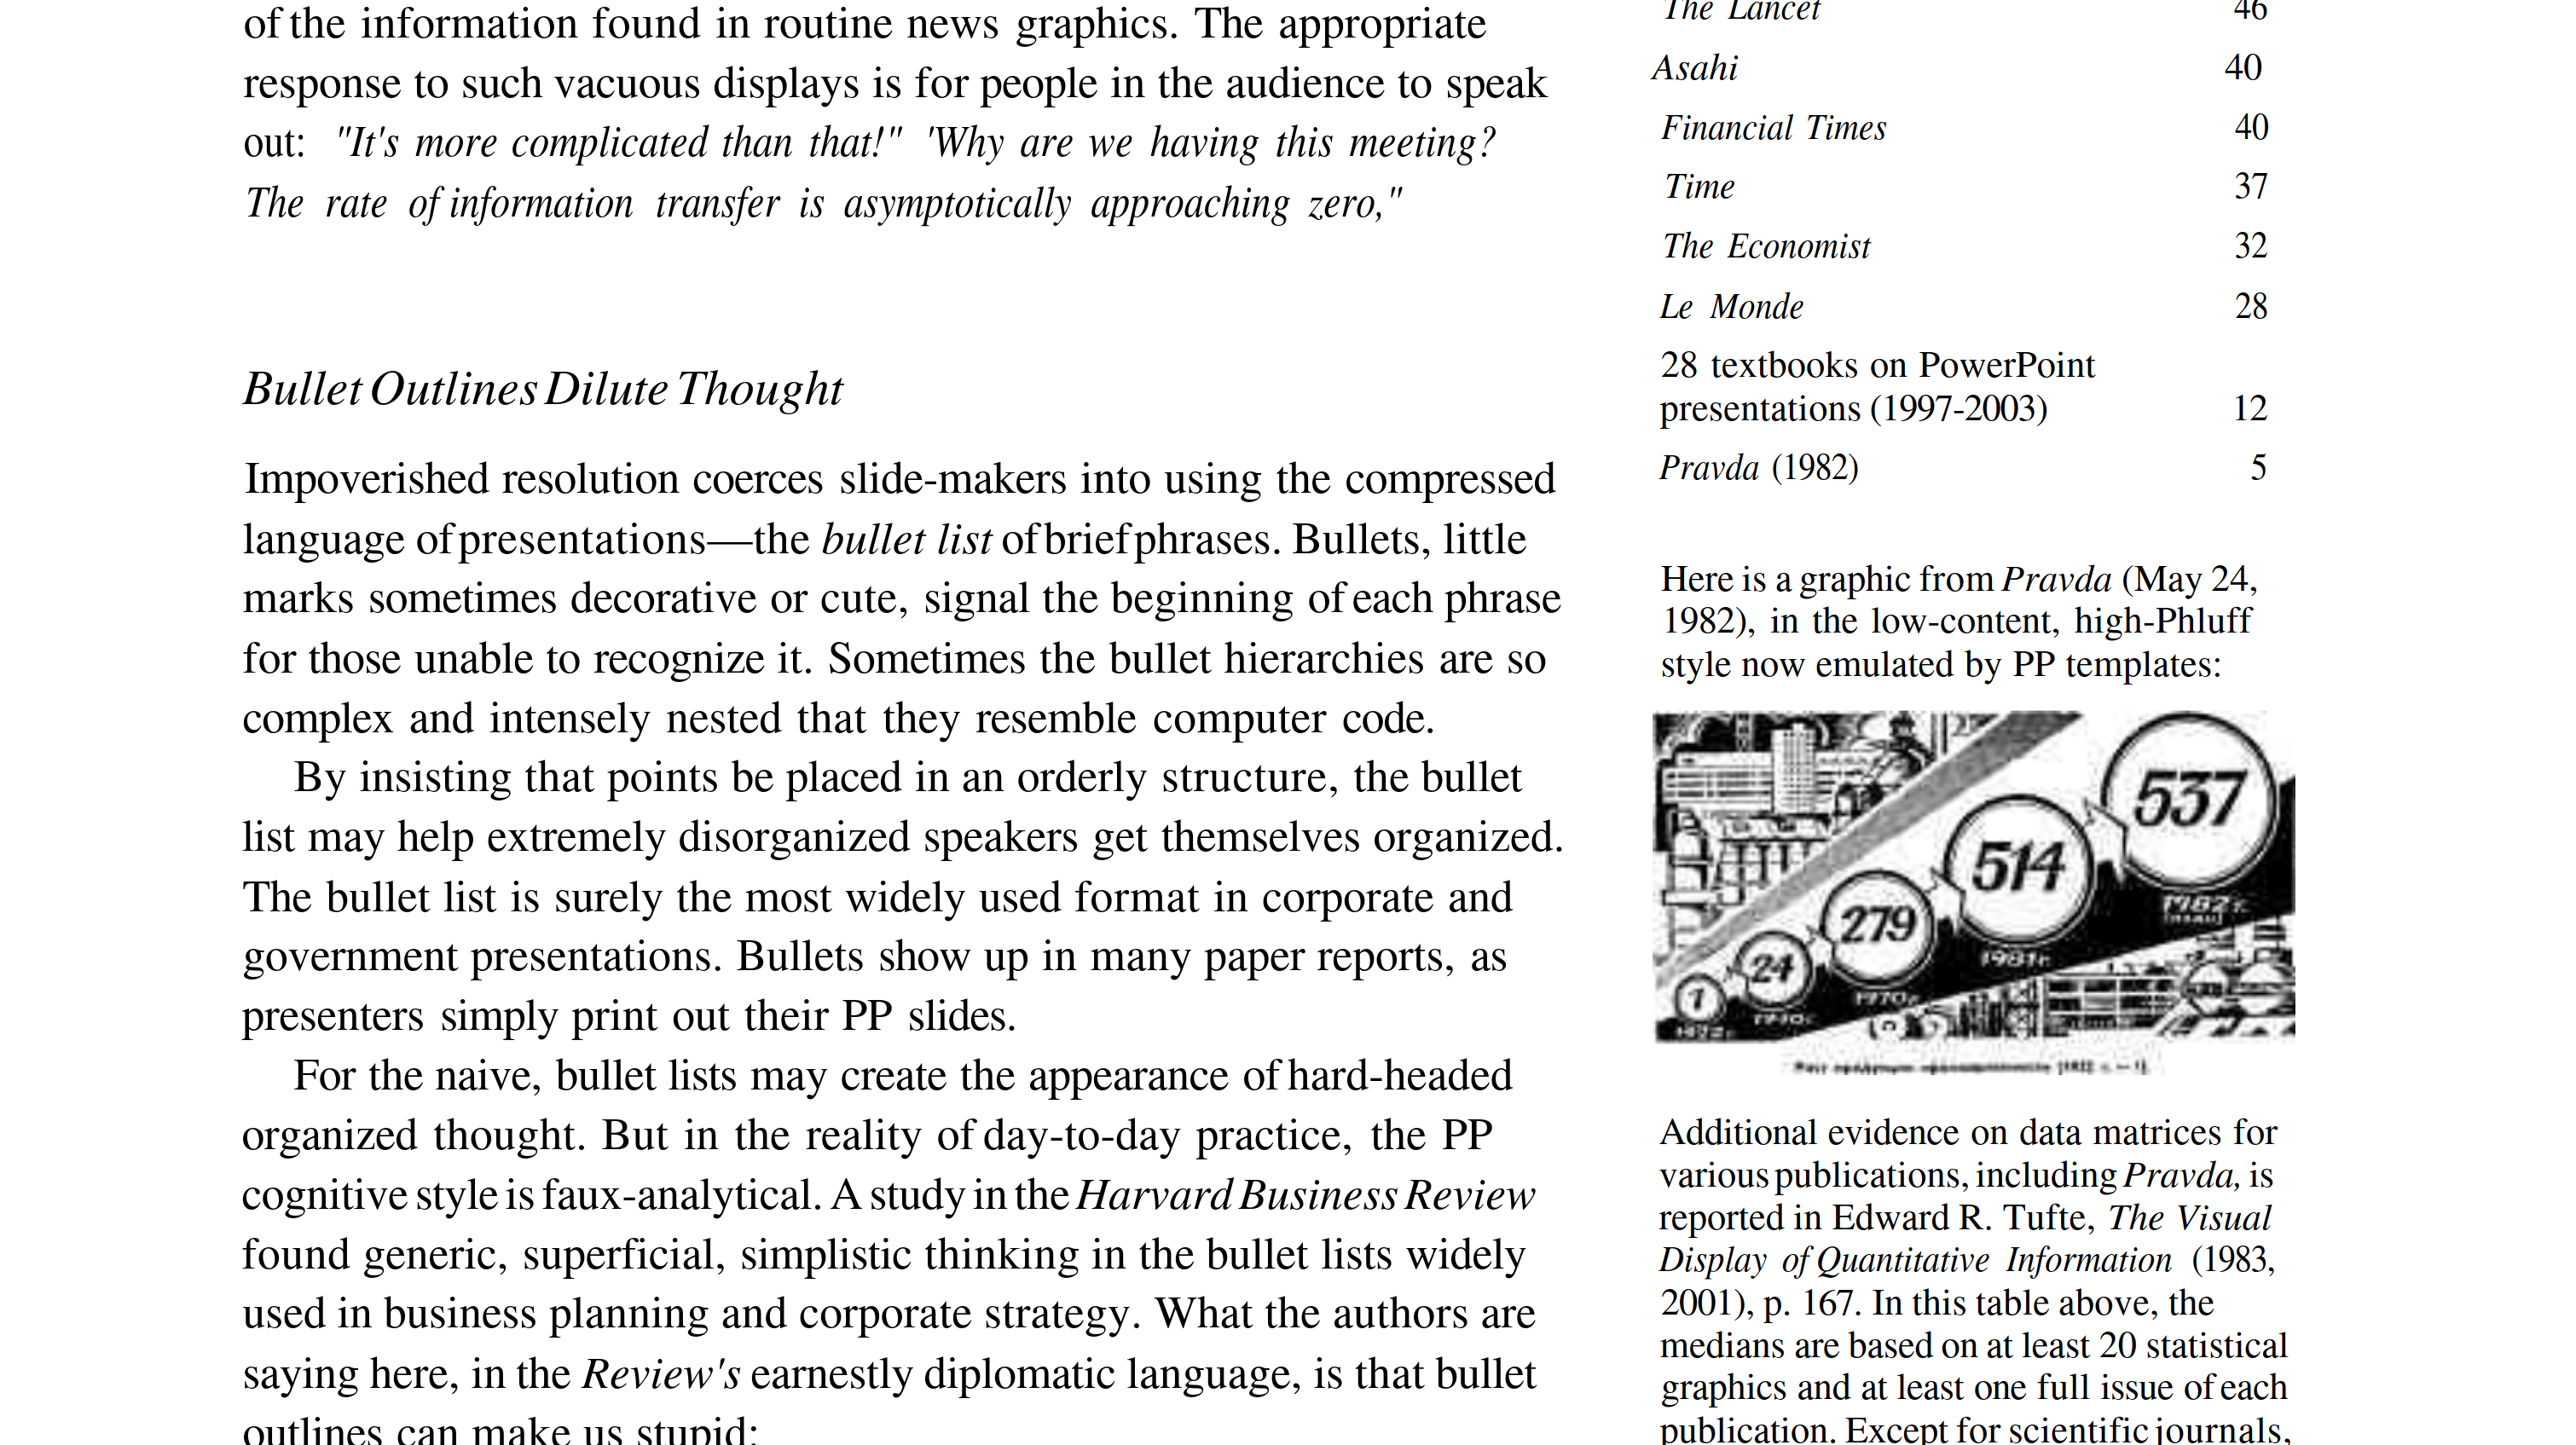 of the information found in routine news graphics. The appropriate
response to such vacuous displays is for people in the audience to speak
out: "It's more complicated than that!" 'Why are we having this meeting?
The rate of information transfer is asymptotically approaching zero,"
Bullet Outlines Dilute Thought
Impoverished resolution coerces slide-makers into using the compressed
language of presentations—the bullet list of brief phrases. Bullets, little
marks sometimes decorative or cute, signal the beginning of each phrase
for those unable to recognize it. Sometimes the bullet hierarchies are so
complex and intensely nested that they resemble computer code.
By insisting that points be placed in an orderly structure, the bullet
list may help extremely disorganized speakers get themselves organized.
The bullet list is surely the most widely used format in corporate and
government presentations. Bullets show up in many paper reports, as
presenters simply print out their PP slides.
For the naive, bullet lists may create the appearance of hard-headed
organized thought. But in the reality of day-to-day practice, the PP
cognitive style is faux-analytical. A study in the Harvard Business Review
found generic, superficial, simplistic thinking in the bullet lists widely
used in business planning and corporate strategy. What the authors are
saying here, in the Review's earnestly diplomatic language, is that bullet
outlines can make us stupid:
The Lancet 46
Asahi 40
Financial Times 40
Time 37
The Economist 32
Le Monde 28
28 textbooks on PowerPoint
presentations (1997-2003) 12
Pravda (1982) 5
Here is a graphic from Pravda (May 24,
1982), in the low-content, high-Phluff
style now emulated by PP templates:
537
514
279
24
1
1982г.
1981г.
1970г.
1940г.
Additional evidence on data matrices for
various publications, including Pravda, is
reported in Edward R. Tufte, The Visual
Display of Quantitative Information (1983,
2001), p. 167. In this table above, the
medians are based on at least 20 statistical
graphics and at least one full issue of each
publication. Except for scientific journals,